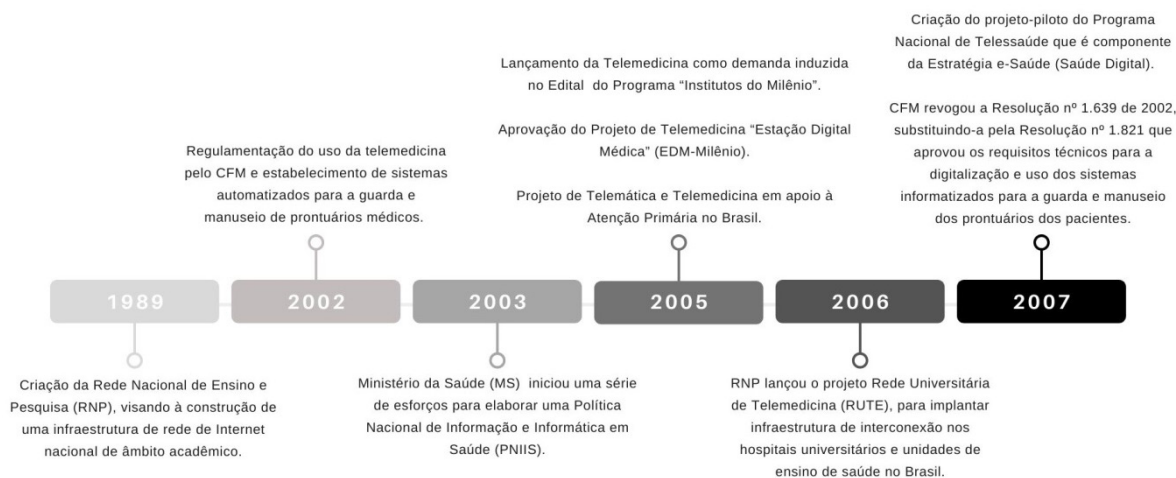 1989
Criação da Rede Nacional de Ensino e
Pesquisa (RNP), visando à construção de
uma infraestrutura de rede de Internet
nacional de âmbito acadêmico.
Regulamentação do uso da telemedicina
pelo CFM e estabelecimento de sistemas
automatizados para a guarda e
manuseio de prontuários médicos.
2002
2003
Ministério da Saúde (MS) iniciou uma série
de esforços para elaborar uma Política
Nacional de Informação e Informática em
Saúde (PNIIS).
Lançamento da Telemedicina como demanda induzida
no Edital do Programa “Institutos do Milênio”.
Aprovação do Projeto de Telemedicina “Estação Digital
Médica” (EDM-Milênio).
Projeto de Telemática e Telemedicina em apoio à
Atenção Primária no Brasil.
2005
2006
RNP lançou o projeto Rede Universitária
de Telemedicina (RUTE), para implantar
infraestrutura de interconexão nos
hospitais universitários e unidades de
ensino de saúde no Brasil.
Criação do projeto-piloto do Programa
Nacional de Telessaúde que é componente
da Estratégia e-Saúde (Saúde Digital).
CFM revogou a Resolução nº 1.639 de 2002,
substituindo-a pela Resolução nº 1.821 que
aprovou os requisitos técnicos para a
digitalização e uso dos sistemas
informatizados para a guarda e manuseio
dos prontuários dos pacientes.
2007